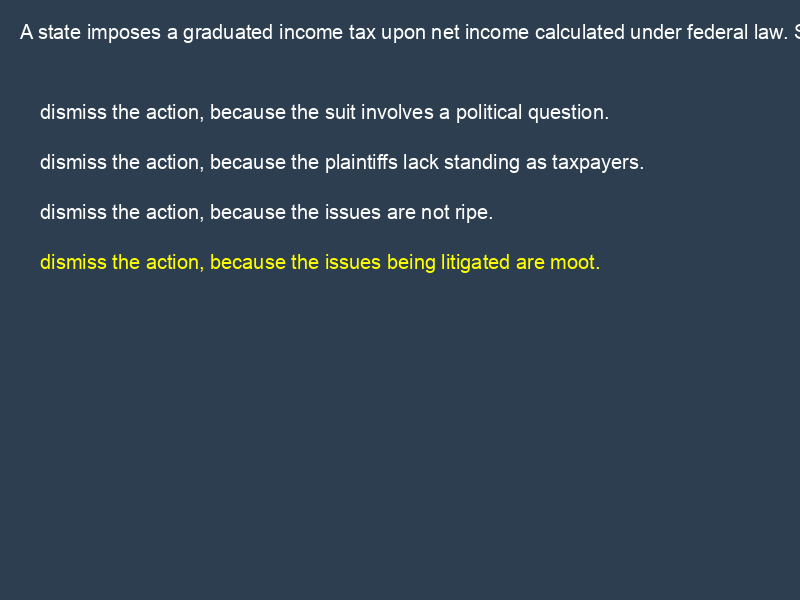 A state imposes a graduated income tax upon net income calculated under federal law.
dismiss the action, because the suit involves a political question.
dismiss the action, because the plaintiffs lack standing as taxpayers.
dismiss the action, because the issues are not ripe.
dismiss the action, because the issues being litigated are moot.